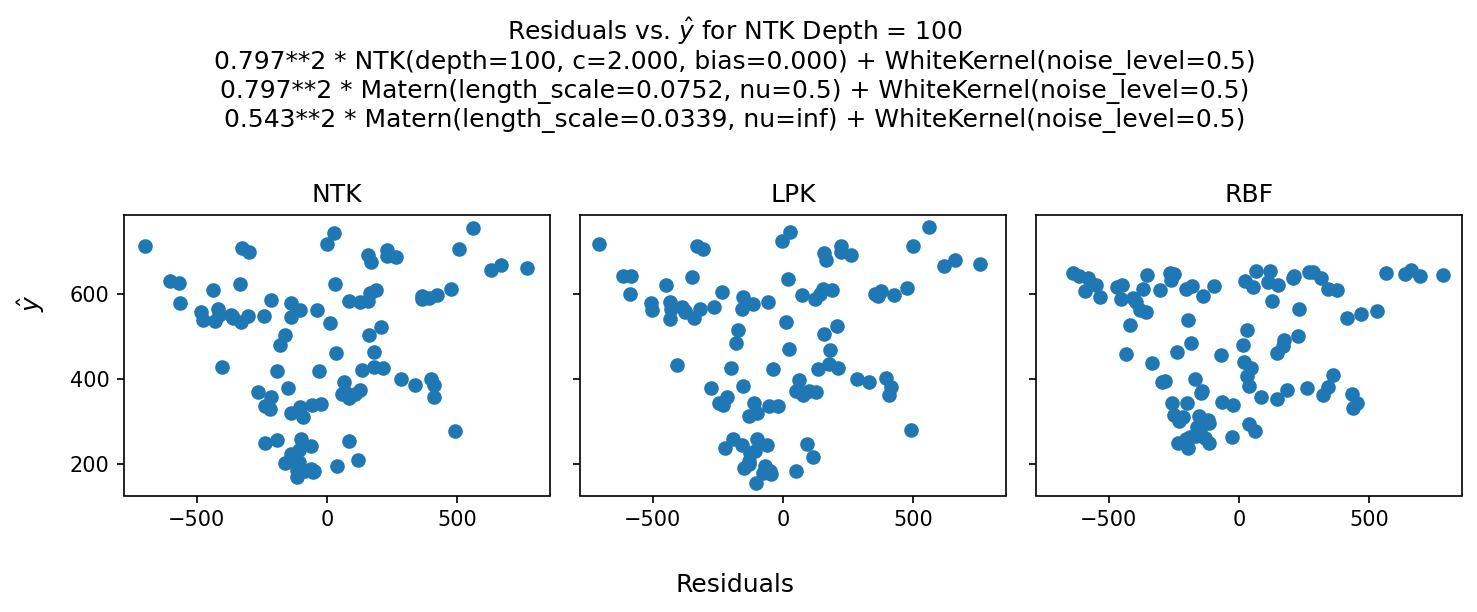 Residuals vs. ŷ for NTK Depth = 100
0.797**2 * NTK(depth=100, c=2.000, bias=0.000) + WhiteKernel(noise_level=0.5)
0.797**2 * Matern(length_scale=0.0752, nu=0.5) + WhiteKernel(noise_level=0.5)
0.543**2 * Matern(length_scale=0.0339, nu=inf) + WhiteKernel(noise_level=0.5)
NTK LPK RBF
ŷ
600
400
200
−500 0 500 −500 0 500 −500 0 500
Residuals